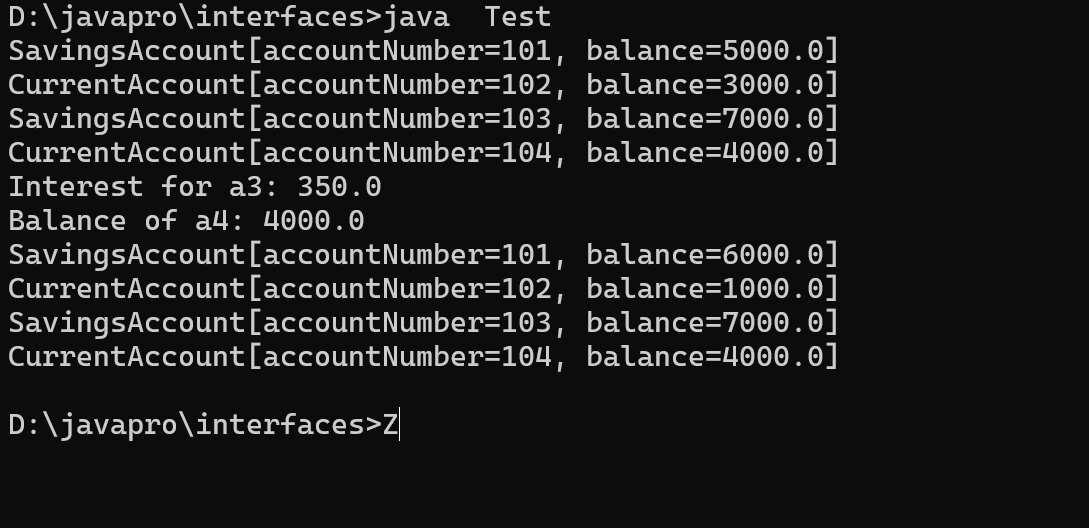 D:\javapro\interfaces>java  Test
SavingsAccount[accountNumber=101, balance=5000.0]
CurrentAccount[accountNumber=102, balance=3000.0]
SavingsAccount[accountNumber=103, balance=7000.0]
CurrentAccount[accountNumber=104, balance=4000.0]
Interest for a3: 350.0
Balance of a4: 4000.0
SavingsAccount[accountNumber=101, balance=6000.0]
CurrentAccount[accountNumber=102, balance=1000.0]
SavingsAccount[accountNumber=103, balance=7000.0]
CurrentAccount[accountNumber=104, balance=4000.0]
D:\javapro\interfaces>Z